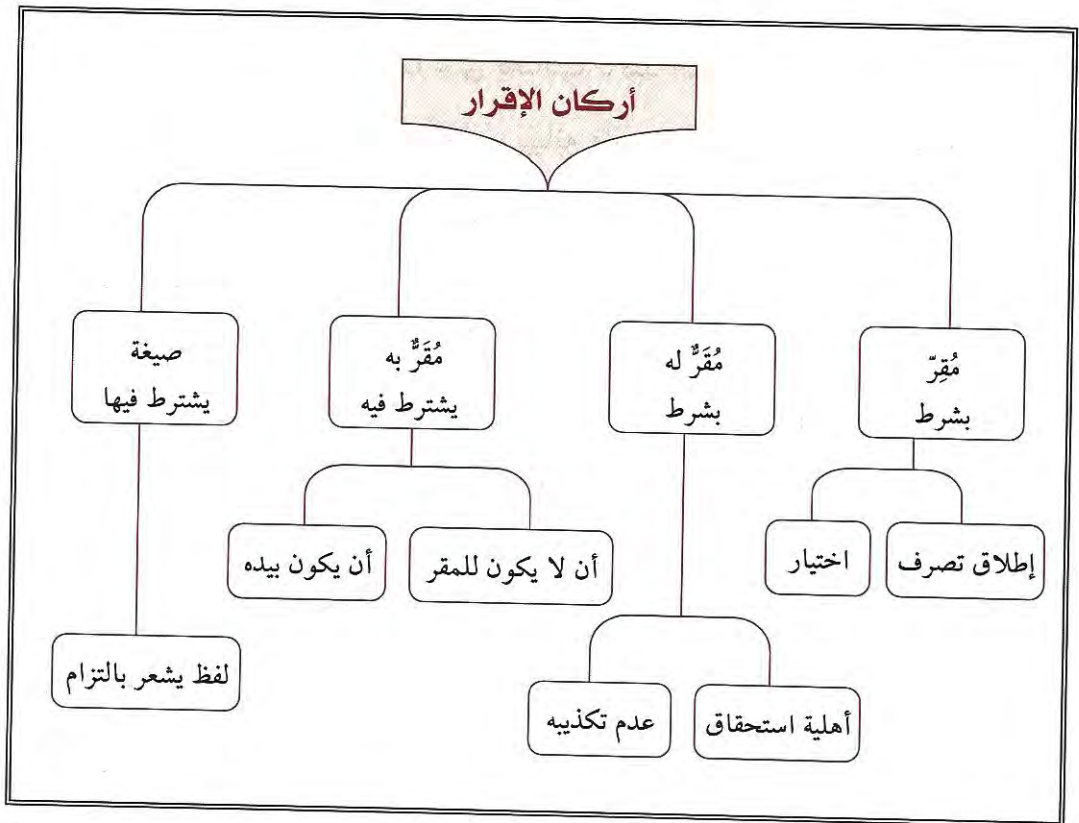 أركان الإقرار
مُقِرّ
بشرط
مُقَرٌّ له
بشرط
مُقَرٌّ به
يشترط فيه
صيغة
يشترط فيها
إطلاق تصرف
اختيار
أن لا يكون للمقر
أن يكون بيده
أهلية استحقاق
عدم تكذيبه
لفظ يشعر بالتزام